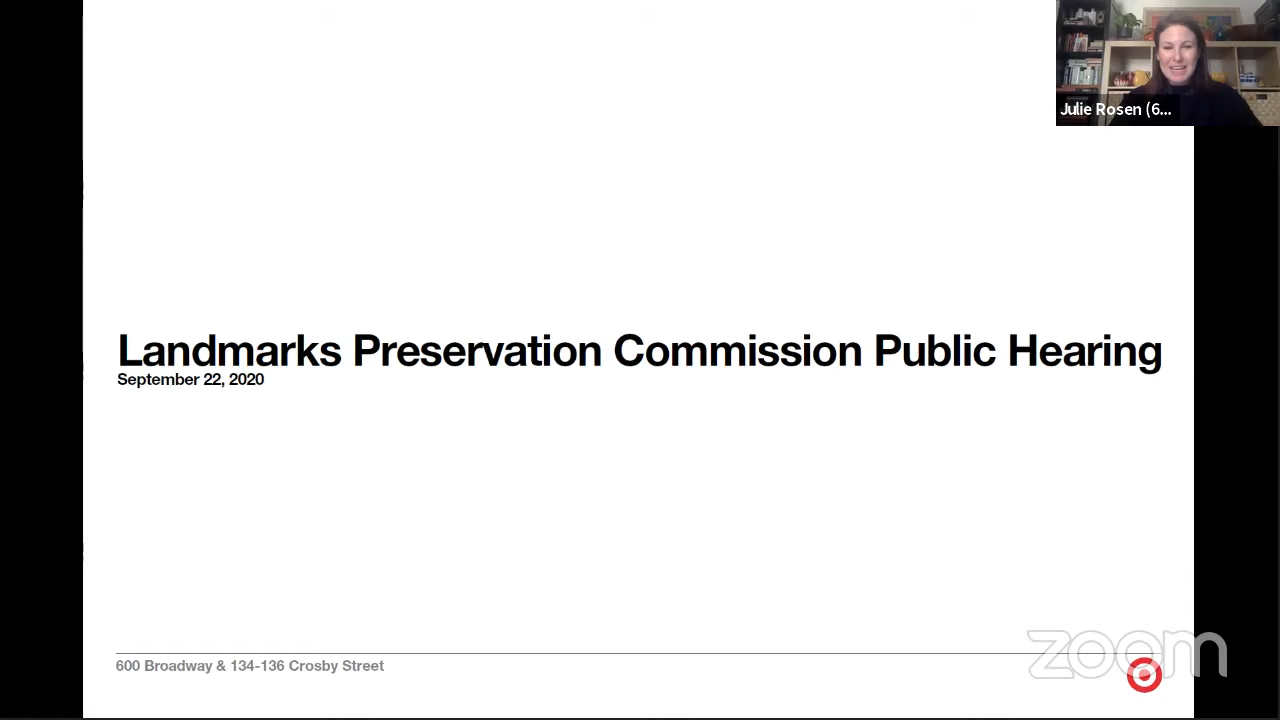 Julie Rosen (6...
Landmarks Preservation Commission Public Hearing
September 22, 2020
600 Broadway & 134-136 Crosby Street
zoom